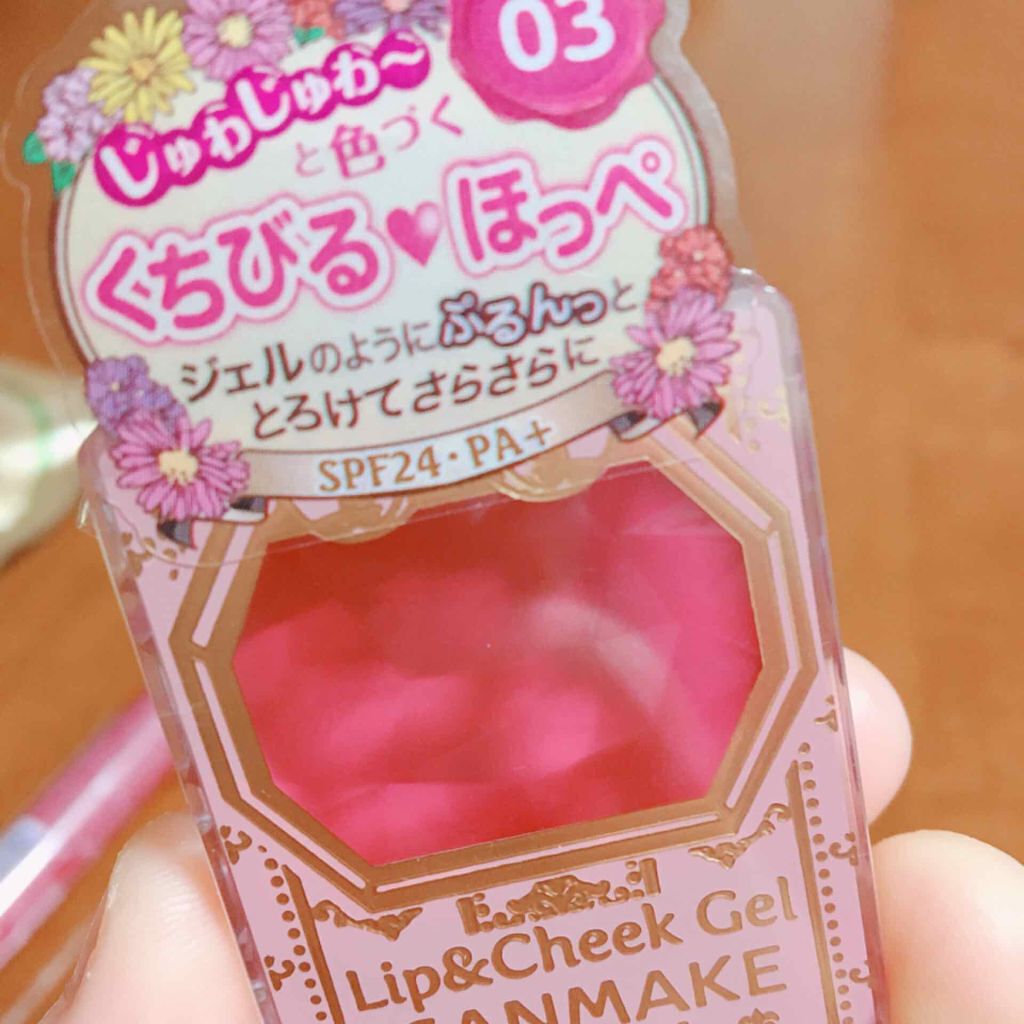 03
じゅわじゅわ～
と色づく
くちびる♥ほっぺ
ジェルのようにぷるんっと
とろけてさらさらに
SPF24・PA+
Lip&Cheek Gel
CANMAKE